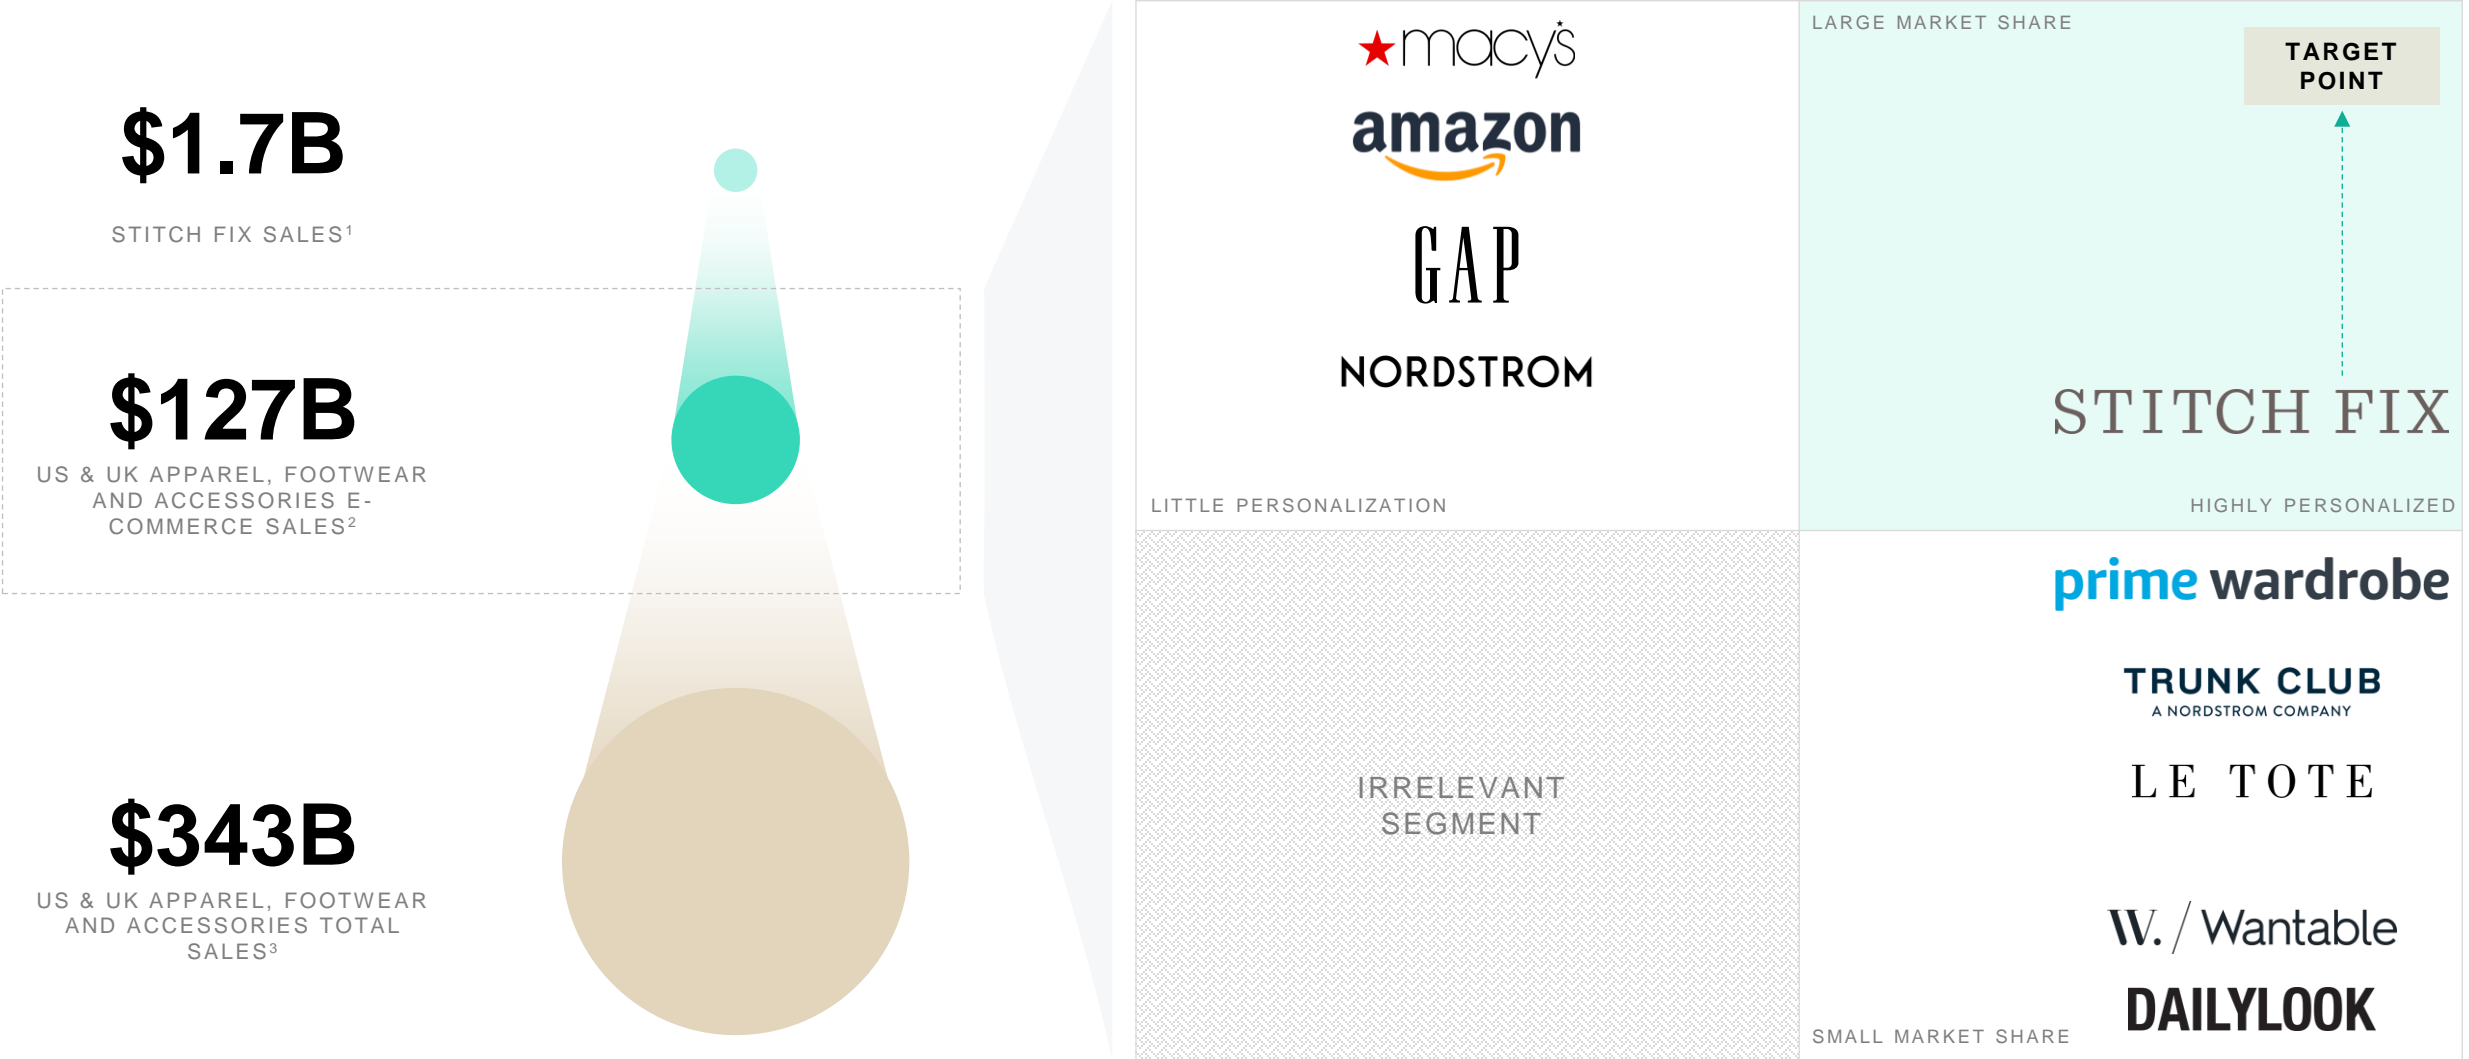 $1.7B
STITCH FIX SALES¹
$127B
US & UK APPAREL, FOOTWEAR
AND ACCESSORIES E-
COMMERCE SALES²
$343B
US & UK APPAREL, FOOTWEAR
AND ACCESSORIES TOTAL
SALES³
macy's
amazon
GAP
NORDSTROM
LITTLE PERSONALIZATION
LARGE MARKET SHARE
TARGET
POINT
STITCH FIX
HIGHLY PERSONALIZED
IRRELEVANT
SEGMENT
prime wardrobe
TRUNK CLUB
A NORDSTROM COMPANY
LE TOTE
W. / Wantable
DAILYLOOK
SMALL MARKET SHARE